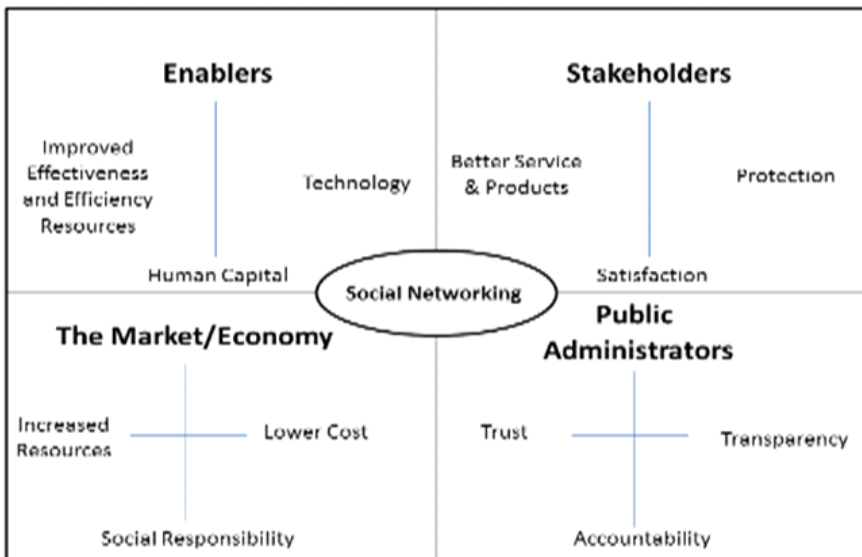 Enablers
Improved
Effectiveness
and Efficiency
Resources
Technology
Human Capital
Stakeholders
Better Service
& Products
Protection
Satisfaction
Social Networking
The Market/Economy
Increased
Resources
Lower Cost
Social Responsibility
Public
Administrators
Trust
Transparency
Accountability